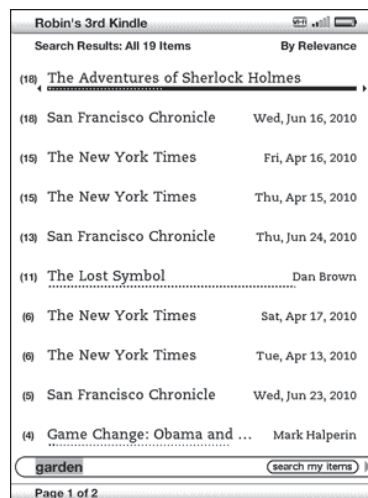 Robin's 3rd Kindle
Search Results: All 19 Items By Relevance
(18) The Adventures of Sherlock Holmes
(18) San Francisco Chronicle Wed, Jun 16, 2010
(15) The New York Times Fri, Apr 16, 2010
(15) The New York Times Thu, Apr 15, 2010
(13) San Francisco Chronicle Thu, Jun 24, 2010
(11) The Lost Symbol Dan Brown
(6) The New York Times Sat, Apr 17, 2010
(6) The New York Times Tue, Apr 13, 2010
(5) San Francisco Chronicle Wed, Jun 23, 2010
(4) Game Change: Obama and ... Mark Halperin
garden search my items
Page 1 of 2